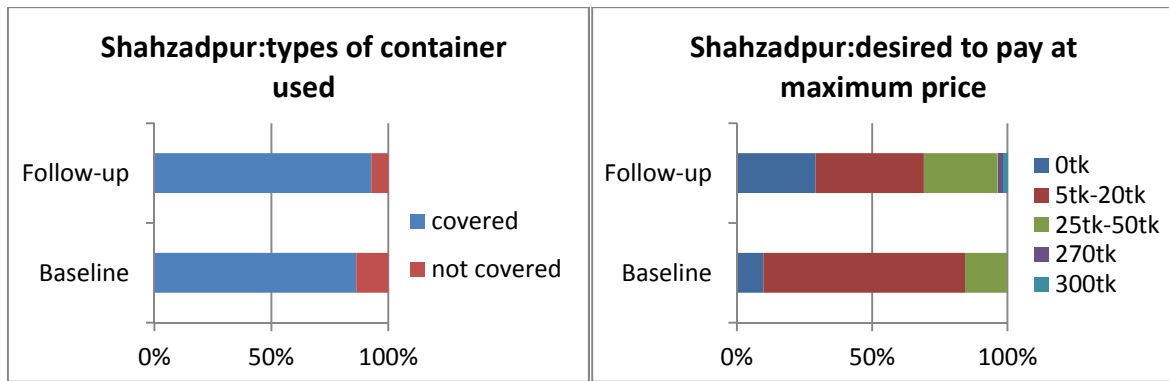 Shahzadpur:types of container
used
Follow-up
Baseline
0%
50%
100%
covered
not covered
Shahzadpur:desired to pay at
maximum price
Follow-up
Baseline
0%
50%
100%
0tk
5tk-20tk
25tk-50tk
270tk
300tk